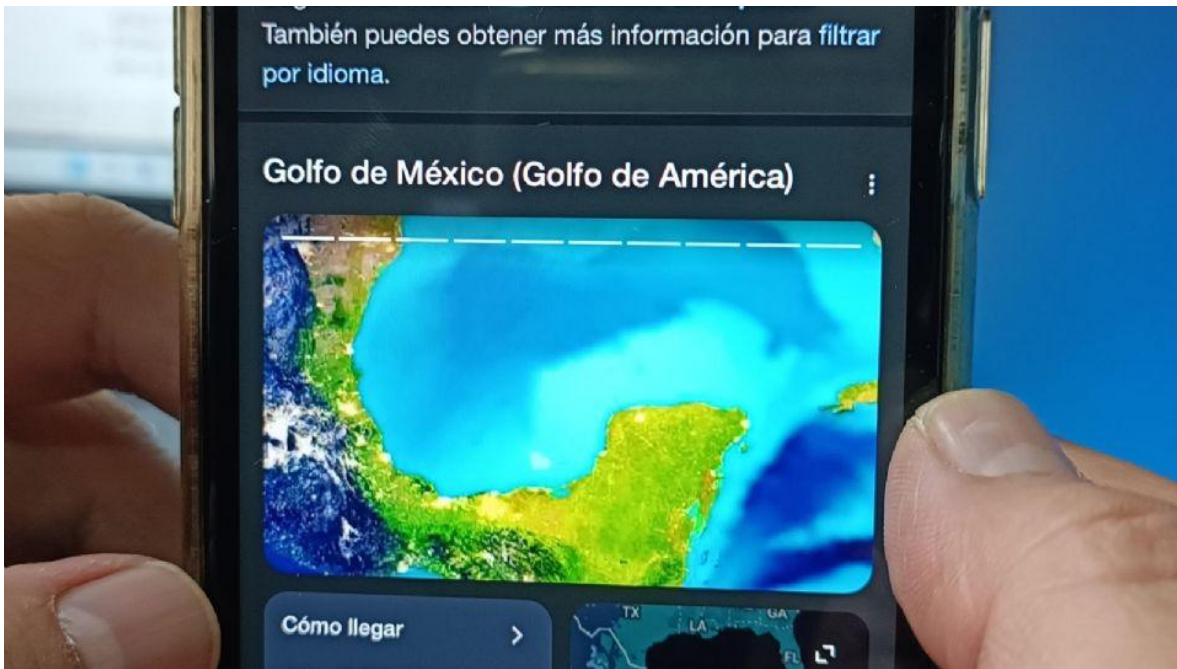 También puedes obtener más información para filtrar
por idioma.
Golfo de México (Golfo de América)
Cómo llegar
TX
LA
GA
FL